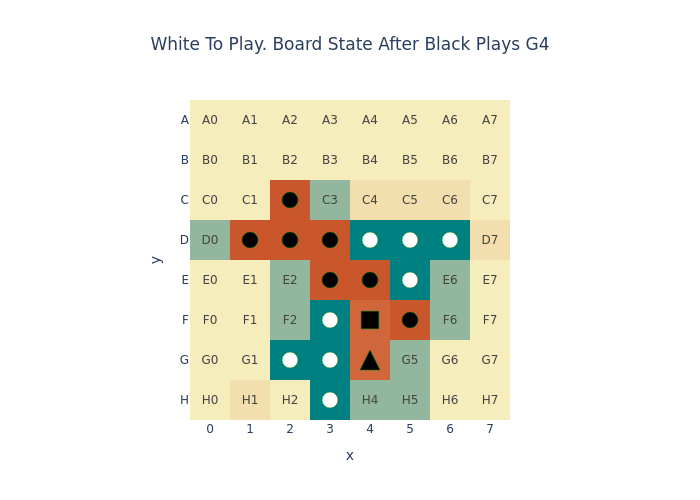 White To Play. Board State After Black Plays G4
A A0 A1 A2 A3 A4 A5 A6 A7
B B0 B1 B2 B3 B4 B5 B6 B7
C C0 C1 C3 C4 C5 C6 C7
D D0 D7
y
E E0 E1 E2 E6 E7
F F0 F1 F2 F6 F7
G G0 G1 G5 G6 G7
H H0 H1 H2 H4 H5 H6 H7
0 1 2 3 4 5 6 7
x